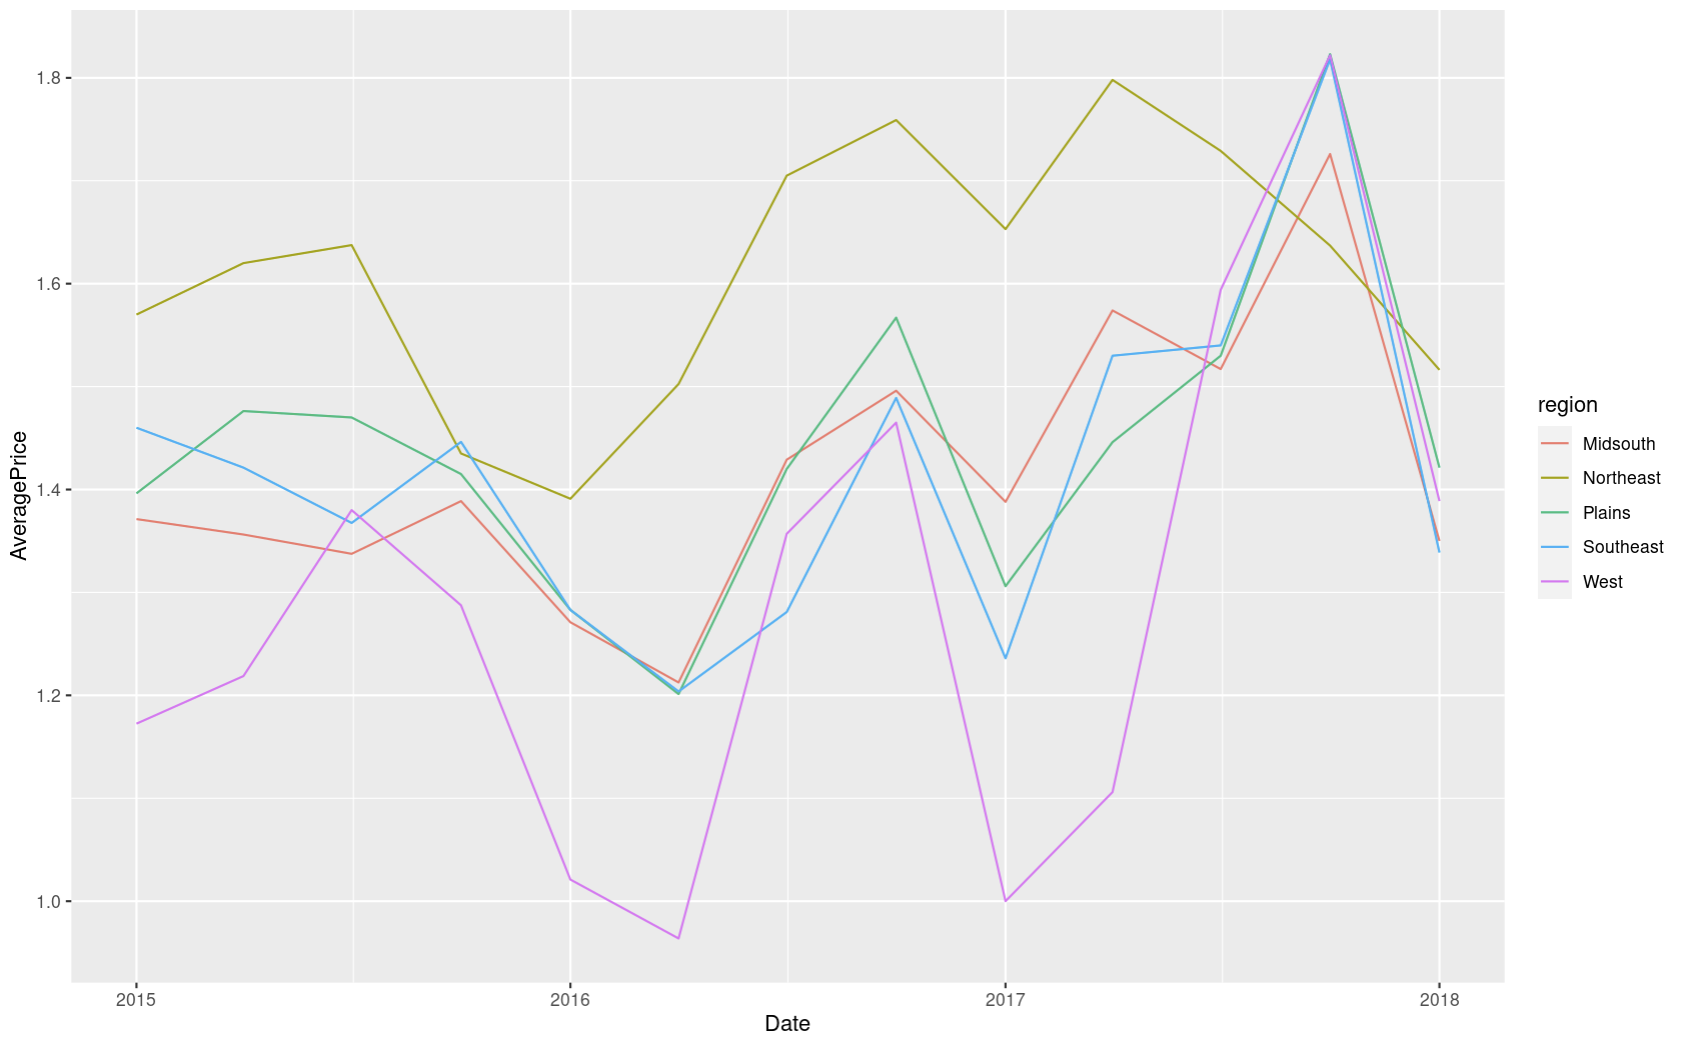 1.8
1.6
1.4
1.2
1.0
AveragePrice
2015 2016 2017 2018
Date
region
Midsouth
Northeast
Plains
Southeast
West